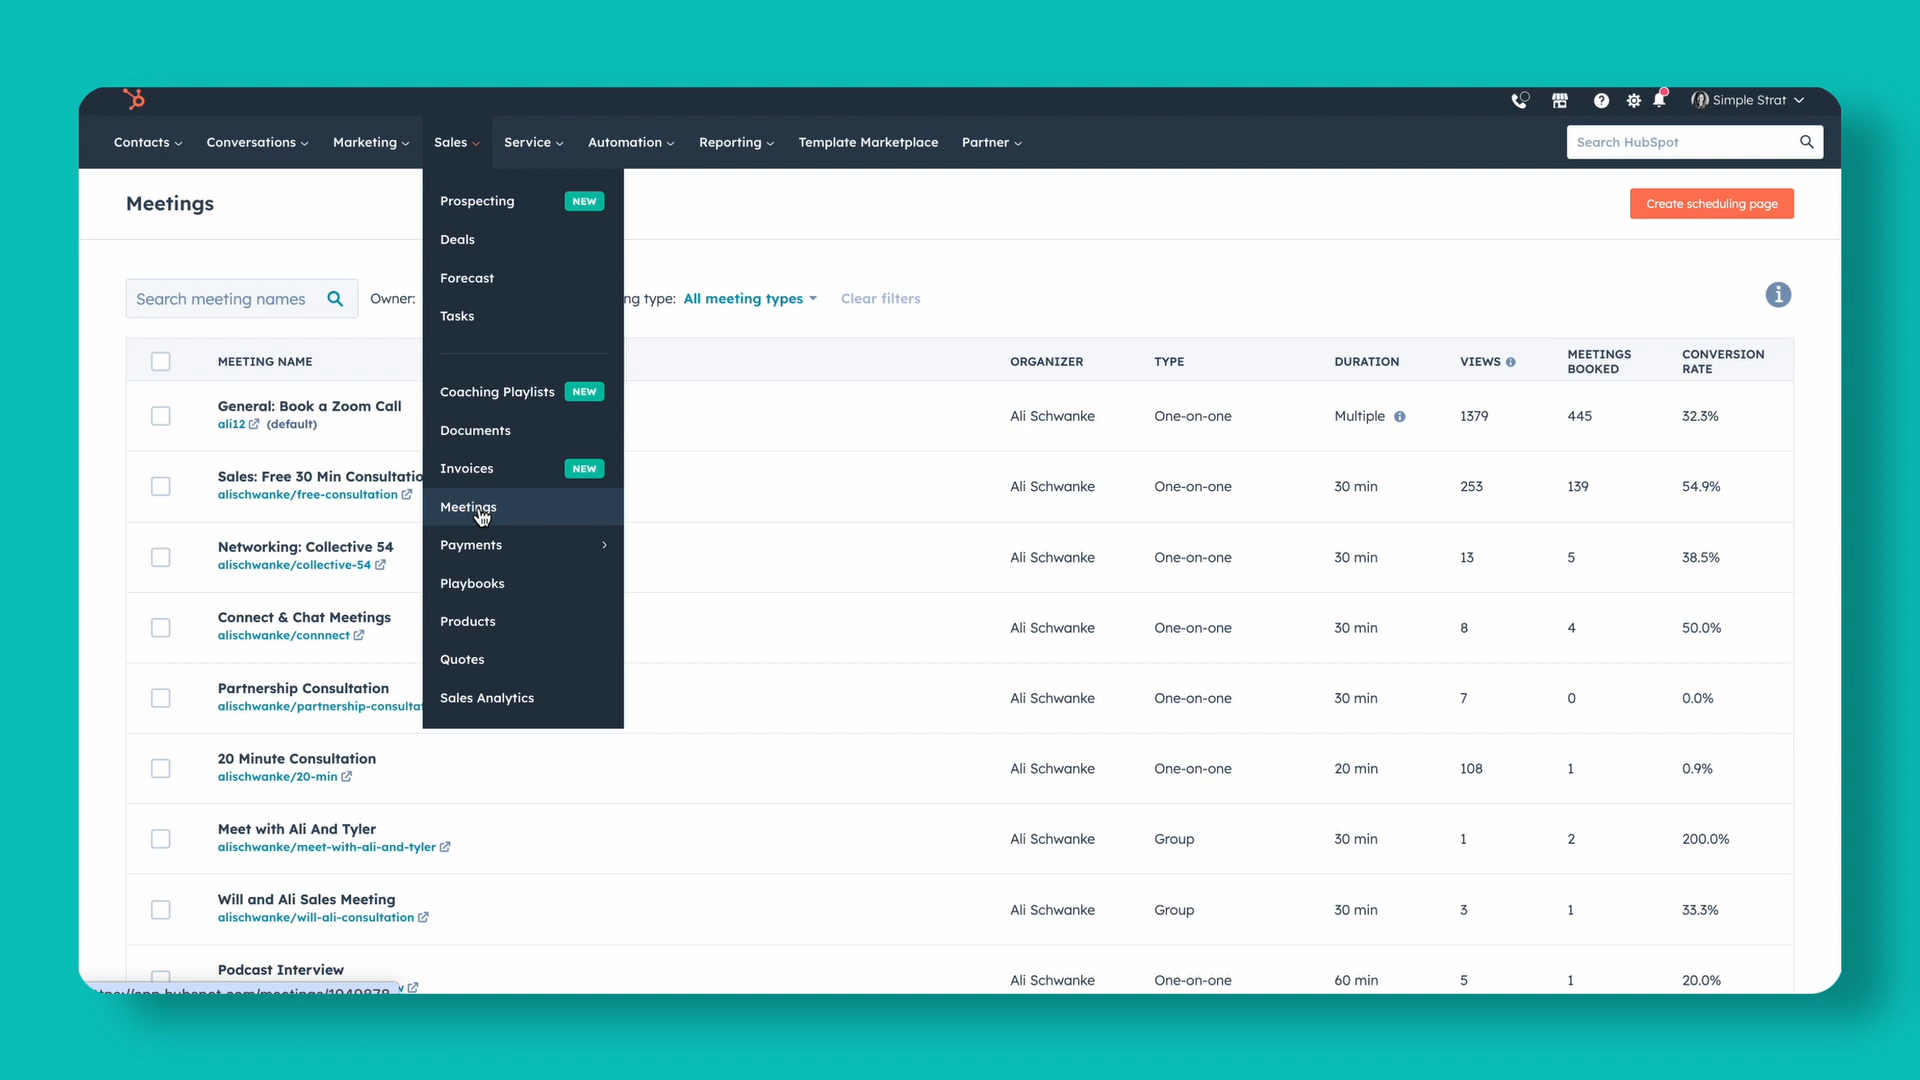 Simple Strat
Contacts Conversations Marketing Sales Service Automation Reporting Template Marketplace Partner
Search HubSpot
Meetings
Create scheduling page
Prospecting NEW
Deals
Forecast
Tasks
Coaching Playlists NEW
Documents
Invoices NEW
Meetings
Payments
Playbooks
Products
Quotes
Sales Analytics
Search meeting names Owner: ng type: All meeting types Clear filters
MEETING NAME ORGANIZER TYPE DURATION VIEWS MEETINGS BOOKED CONVERSION RATE
General: Book a Zoom Call
ali12 (default)
Ali Schwanke One-on-one Multiple 1379 445 32.3%
Sales: Free 30 Min Consultatio
alischwanke/free-consultation
Ali Schwanke One-on-one 30 min 253 139 54.9%
Networking: Collective 54
alischwanke/collective-54
Ali Schwanke One-on-one 30 min 13 5 38.5%
Connect & Chat Meetings
alischwanke/connnect
Ali Schwanke One-on-one 30 min 8 4 50.0%
Partnership Consultation
alischwanke/partnership-consultat
Ali Schwanke One-on-one 30 min 7 0 0.0%
20 Minute Consultation
alischwanke/20-min
Ali Schwanke One-on-one 20 min 108 1 0.9%
Meet with Ali And Tyler
alischwanke/meet-with-ali-and-tyler
Ali Schwanke Group 30 min 1 2 200.0%
Will and Ali Sales Meeting
alischwanke/will-ali-consultation
Ali Schwanke Group 30 min 3 1 33.3%
Podcast Interview
Ali Schwanke One-on-one 60 min 5 1 20.0%